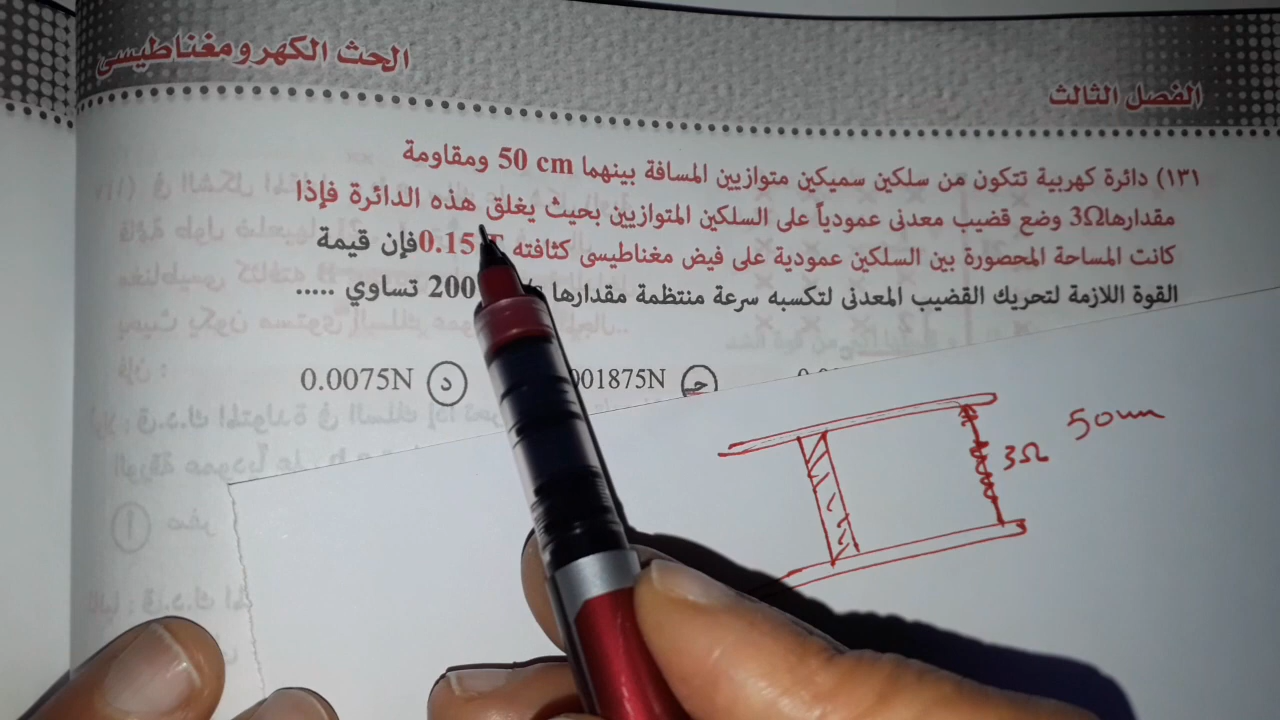 الحث الكهرومغناطيسى
الفصل الثالث
١٣١) دائرة كهربية تتكون من سلكين سميكين متوازيين المسافة بينهما 50 cm ومقاومة
مقدارها3Ω وضع قضيب معدنى عمودياً على السلكين المتوازيين بحيث يغلق هذه الدائرة فإذا
كانت المساحة المحصورة بين السلكين عمودية على فيض مغناطيسى كثافته 0.15 T فإن قيمة
القوة اللازمة لتحريك القضيب المعدنى لتكسبه سرعة منتظمة مقدارها 200 تساوي .....
001875N ج
0.0075N د
3Ω
50 cm